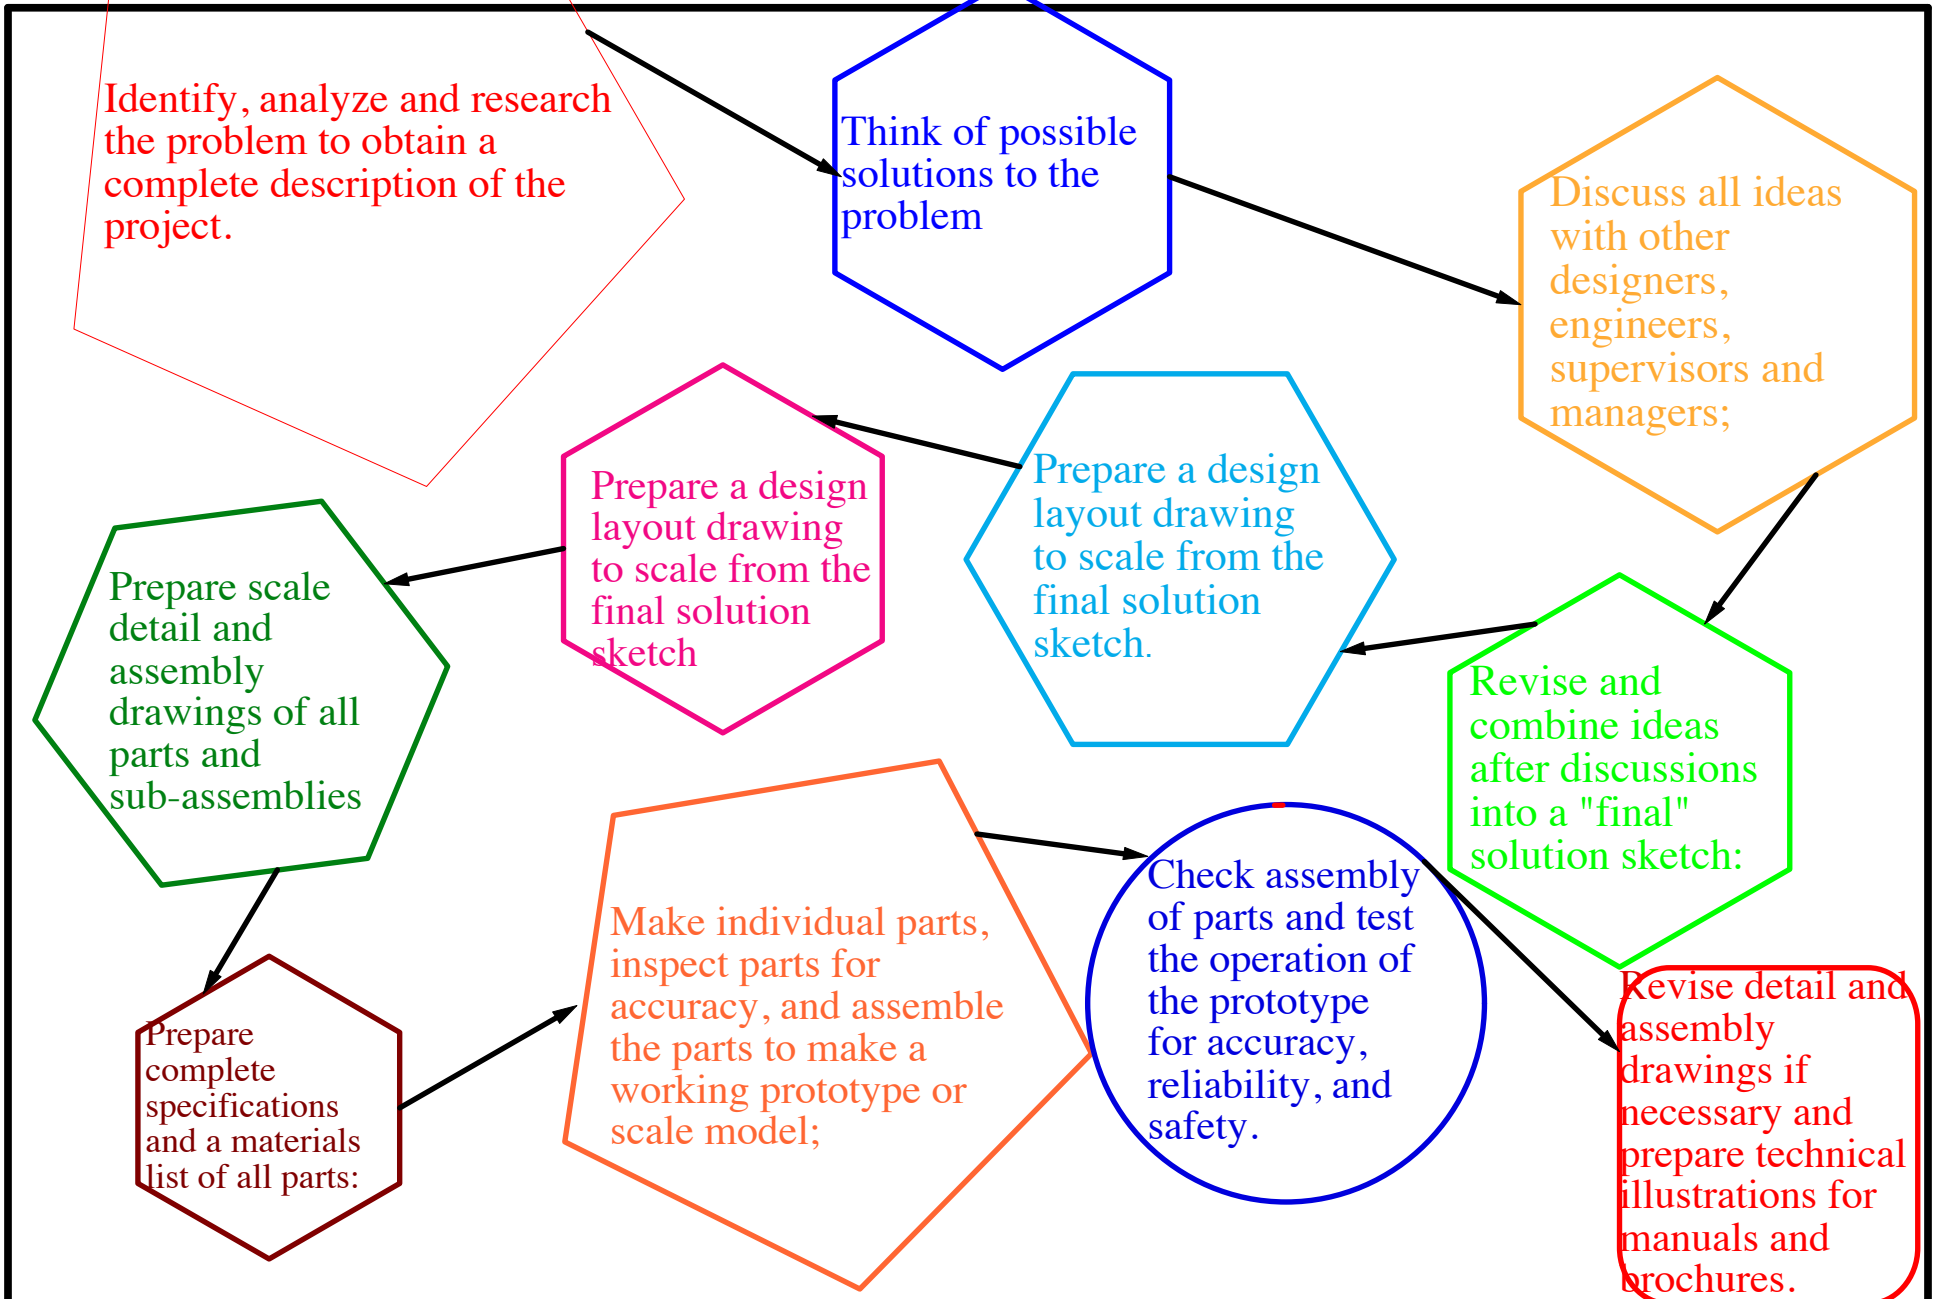 Identify, analyze and research
the problem to obtain a
complete description of the
project.
Think of possible
solutions to the
problem
Discuss all ideas
with other
designers,
engineers,
supervisors and
managers;
Revise and
combine ideas
after discussions
into a "final"
solution sketch:
Prepare a design
layout drawing
to scale from the
final solution
sketch.
Prepare a design
layout drawing
to scale from the
final solution
sketch
Prepare scale
detail and
assembly
drawings of all
parts and
sub-assemblies
Prepare
complete
specifications
and a materials
list of all parts:
Make individual parts,
inspect parts for
accuracy, and assemble
the parts to make a
working prototype or
scale model;
Check assembly
of parts and test
the operation of
the prototype
for accuracy,
reliability, and
safety.
Revise detail and
assembly
drawings if
necessary and
prepare technical
illustrations for
manuals and
brochures.